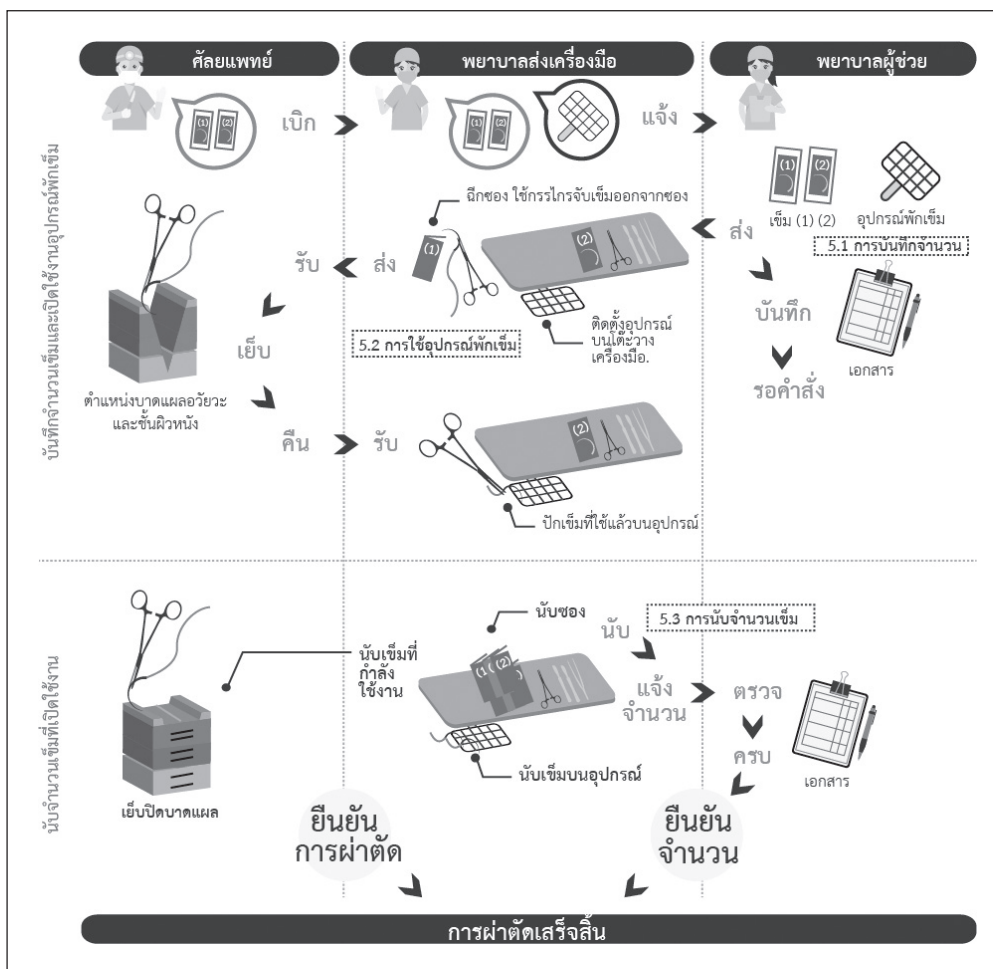 ศัลยแพทย์
พยาบาลส่งเครื่องมือ
พยาบาลผู้ช่วย
บันทึกจำนวนเข็มและเปิดใช้งานอุปกรณ์พักเข็ม
(1) (2)
เบิก
(1) (2)
แจ้ง
(1) (2)
เข็ม (1) (2)
อุปกรณ์พักเข็ม
ฉีกซอง ใช้กรรไกรจับเข็มออกจากซอง
ส่ง
5.1 การบันทึกจำนวน
(1)
(2)
รับ
ส่ง
บันทึก
เย็บ
5.2 การใช้อุปกรณ์พักเข็ม
ติดตั้งอุปกรณ์
บนโต๊ะวาง
เครื่องมือ.
เอกสาร
รอคำสั่ง
ตำแหน่งบาดแผลอวัยวะ
และชั้นผิวหนัง
คืน
รับ
(2)
ปักเข็มที่ใช้แล้วบนอุปกรณ์
นับจำนวนเข็มที่เปิดใช้งาน
นับซอง
นับ
5.3 การนับจำนวนเข็ม
นับเข็มที่
กำลัง
ใช้งาน
(1 ( (2)
แจ้ง
จำนวน
ตรวจ
ครบ
นับเข็มบนอุปกรณ์
เอกสาร
เย็บปิดบาดแผล
ยืนยัน
การผ่าตัด
ยืนยัน
จำนวน
การผ่าตัดเสร็จสิ้น